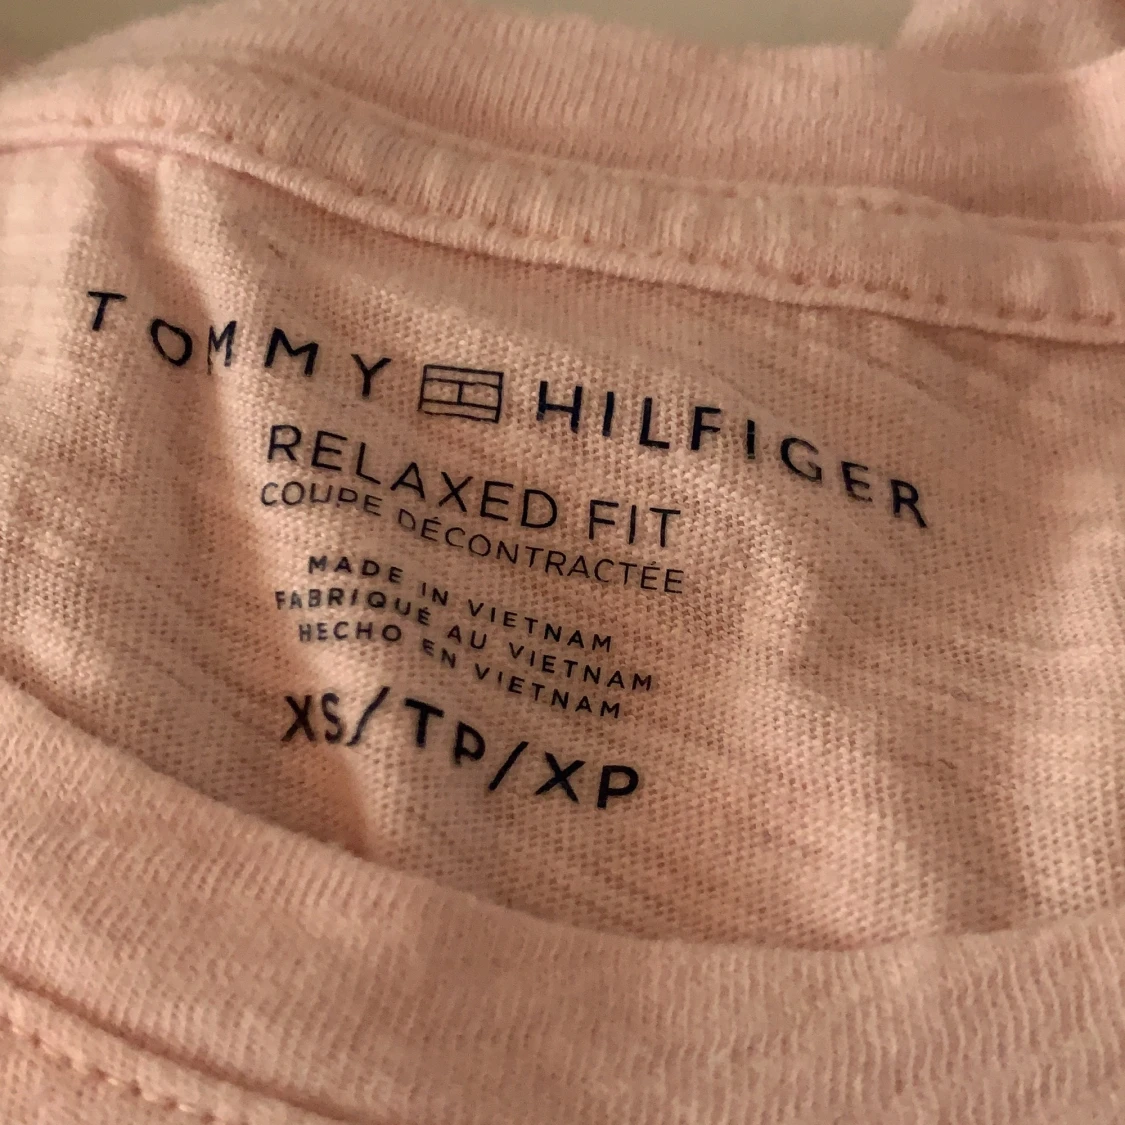 TOMMY HILFIGER
RELAXED FIT
COUPE DÉCONTRACTÉE
MADE IN VIETNAM
FABRIQUÉ AU VIETNAM
HECHO EN VIETNAM
XS/TP/XP